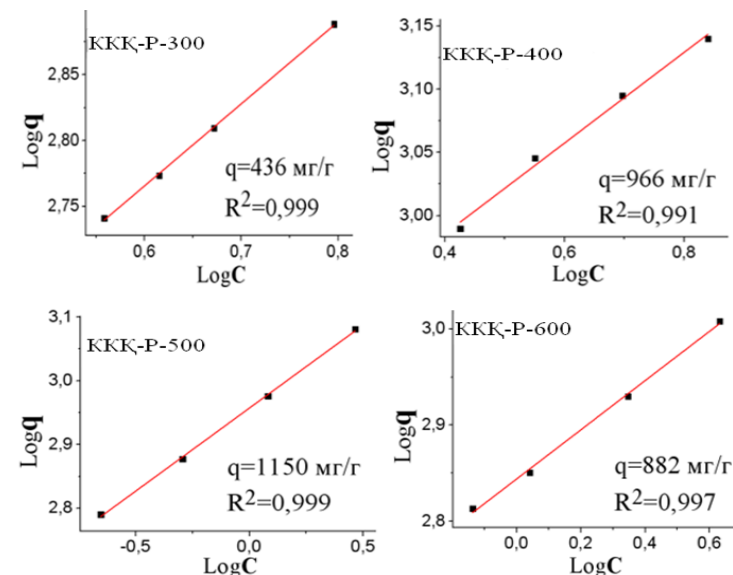 ККҚ-Р-300
2,85
2,80
2,75
Logq
q=436 мг/г
R²=0,999
0,6
0,7
0,8
LogC
ККҚ-Р-400
3,15
3,10
3,05
3,00
Logq
q=966 мг/г
R²=0,991
0,4
0,6
0,8
LogC
ККҚ-Р-500
3,1
3,0
2,9
2,8
Logq
q=1150 мг/г
R²=0,999
-0,5
0,0
0,5
LogC
ККҚ-Р-600
3,0
2,9
2,8
Logq
q=882 мг/г
R²=0,997
0,0
0,2
0,4
0,6
LogC